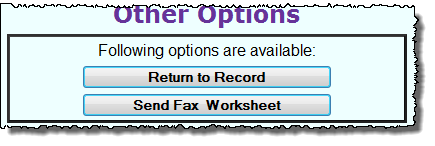 Other Options
Following options are available:
Return to Record
Send Fax  Worksheet